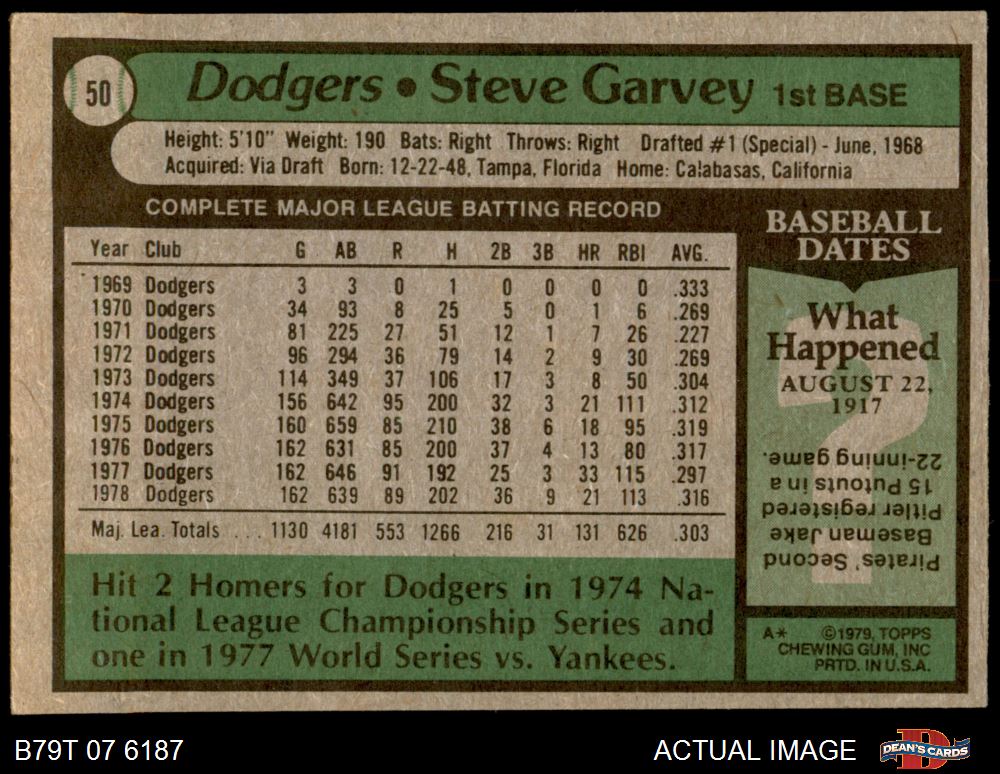 50
Dodgers • Steve Garvey 1st BASE
Height: 5'10" Weight: 190 Bats: Right Throws: Right Drafted #1 (Special) - June, 1968
Acquired: Via Draft Born: 12-22-48, Tampa, Florida Home: Calabasas, California
COMPLETE MAJOR LEAGUE BATTING RECORD
Year Club G AB R H 2B 3B HR RBI AVG.
1969 Dodgers 3 3 0 1 0 0 0 0 .333
1970 Dodgers 34 93 8 25 5 0 1 6 .269
1971 Dodgers 81 225 27 51 12 1 7 26 .227
1972 Dodgers 96 294 36 79 14 2 9 30 .269
1973 Dodgers 114 349 37 106 17 3 8 50 .304
1974 Dodgers 156 642 95 200 32 3 21 111 .312
1975 Dodgers 160 659 85 210 38 6 18 95 .319
1976 Dodgers 162 631 85 200 37 4 13 80 .317
1977 Dodgers 162 646 91 192 25 3 33 115 .297
1978 Dodgers 162 639 89 202 36 9 21 113 .316
Maj. Lea. Totals . . . 1130 4181 553 1266 216 31 131 626 .303
Hit 2 Homers for Dodgers in 1974 Na-
tional League Championship Series and
one in 1977 World Series vs. Yankees.
BASEBALL
DATES
What
Happened
AUGUST 22,
1917
Pirates' Second
Baseman Jake
Pitler registered
15 Putouts in a
22-inning game.
A* ©1979, TOPPS
CHEWING GUM, INC
PRTD. IN U.S.A.
B79T 07 6187
ACTUAL IMAGE
DEAN'S CARDS